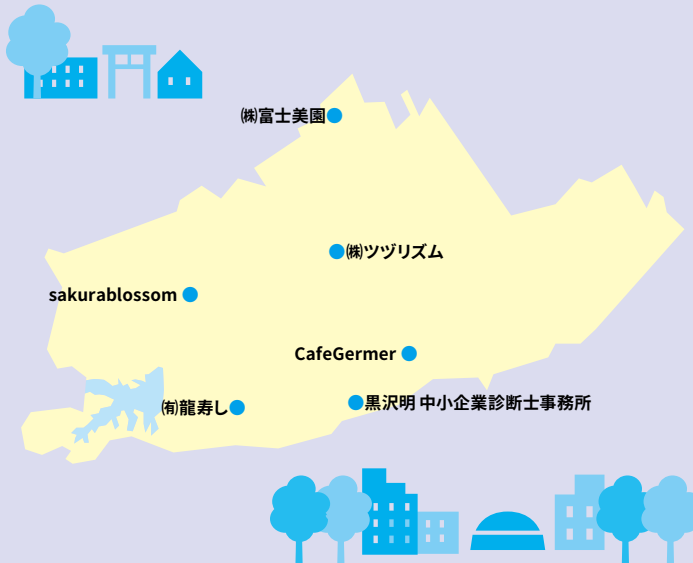 ㈱富士美園
㈱ツヅリズム
sakurablossom
CafeGermer
㈲龍寿し
黒沢明 中小企業診断士事務所